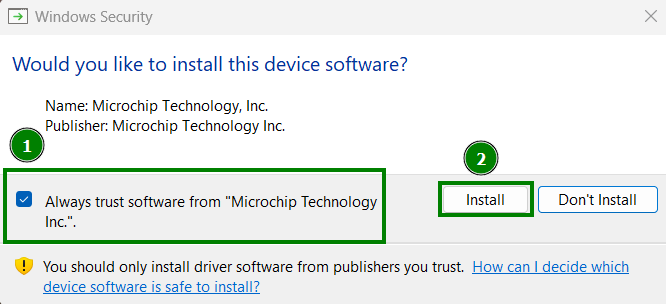 Windows Security
Would you like to install this device software?
Name: Microchip Technology, Inc.
Publisher: Microchip Technology Inc.
1
2
Always trust software from "Microchip Technology
Inc.".
Install
Don't Install
You should only install driver software from publishers you trust. How can I decide which
device software is safe to install?